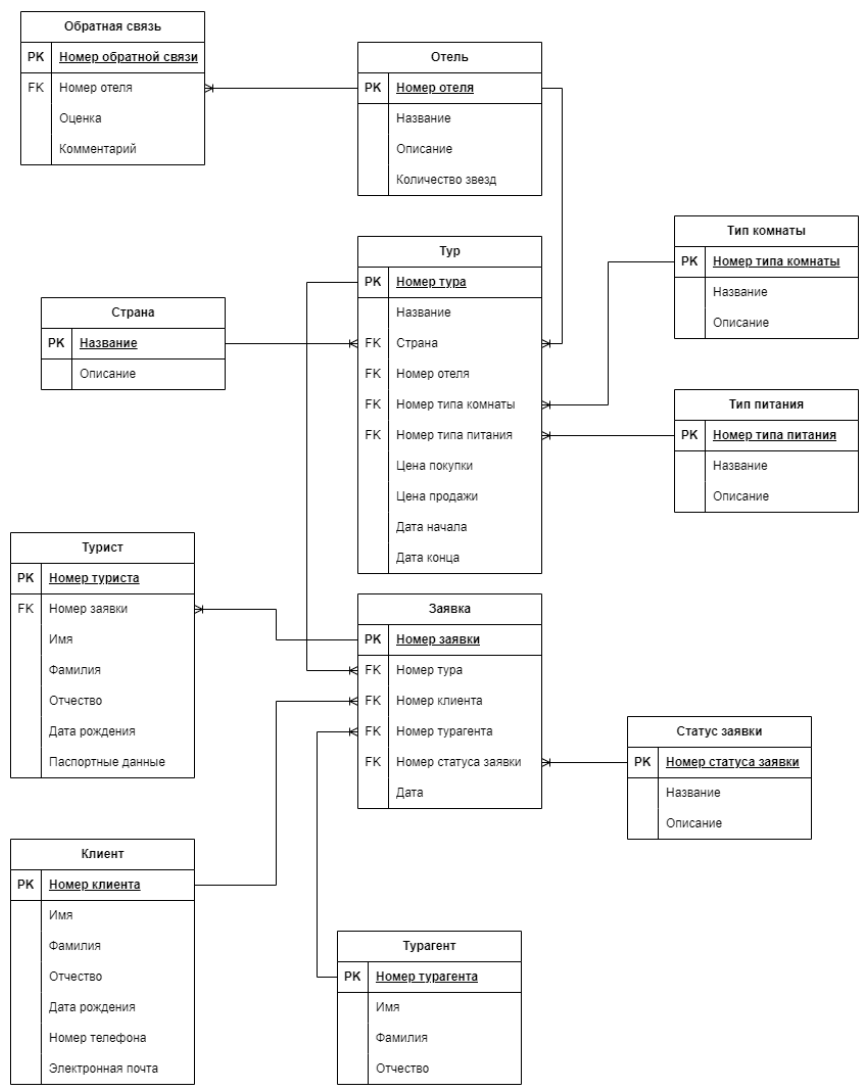 Обратная связь
PK Номер обратной связи
FK Номер отеля
Оценка
Комментарий
Отель
PK Номер отеля
Название
Описание
Количество звезд
Тип комнаты
PK Номер типа комнаты
Название
Описание
Тур
PK Номер тура
Название
FK Страна
FK Номер отеля
FK Номер типа комнаты
FK Номер типа питания
Цена покупки
Цена продажи
Дата начала
Дата конца
Страна
PK Название
Описание
Тип питания
PK Номер типа питания
Название
Описание
Турист
PK Номер туриста
FK Номер заявки
Имя
Фамилия
Отчество
Дата рождения
Паспортные данные
Заявка
PK Номер заявки
FK Номер тура
FK Номер клиента
FK Номер турагента
FK Номер статуса заявки
Дата
Статус заявки
PK Номер статуса заявки
Название
Описание
Клиент
PK Номер клиента
Имя
Фамилия
Отчество
Дата рождения
Номер телефона
Электронная почта
Турагент
PK Номер турагента
Имя
Фамилия
Отчество